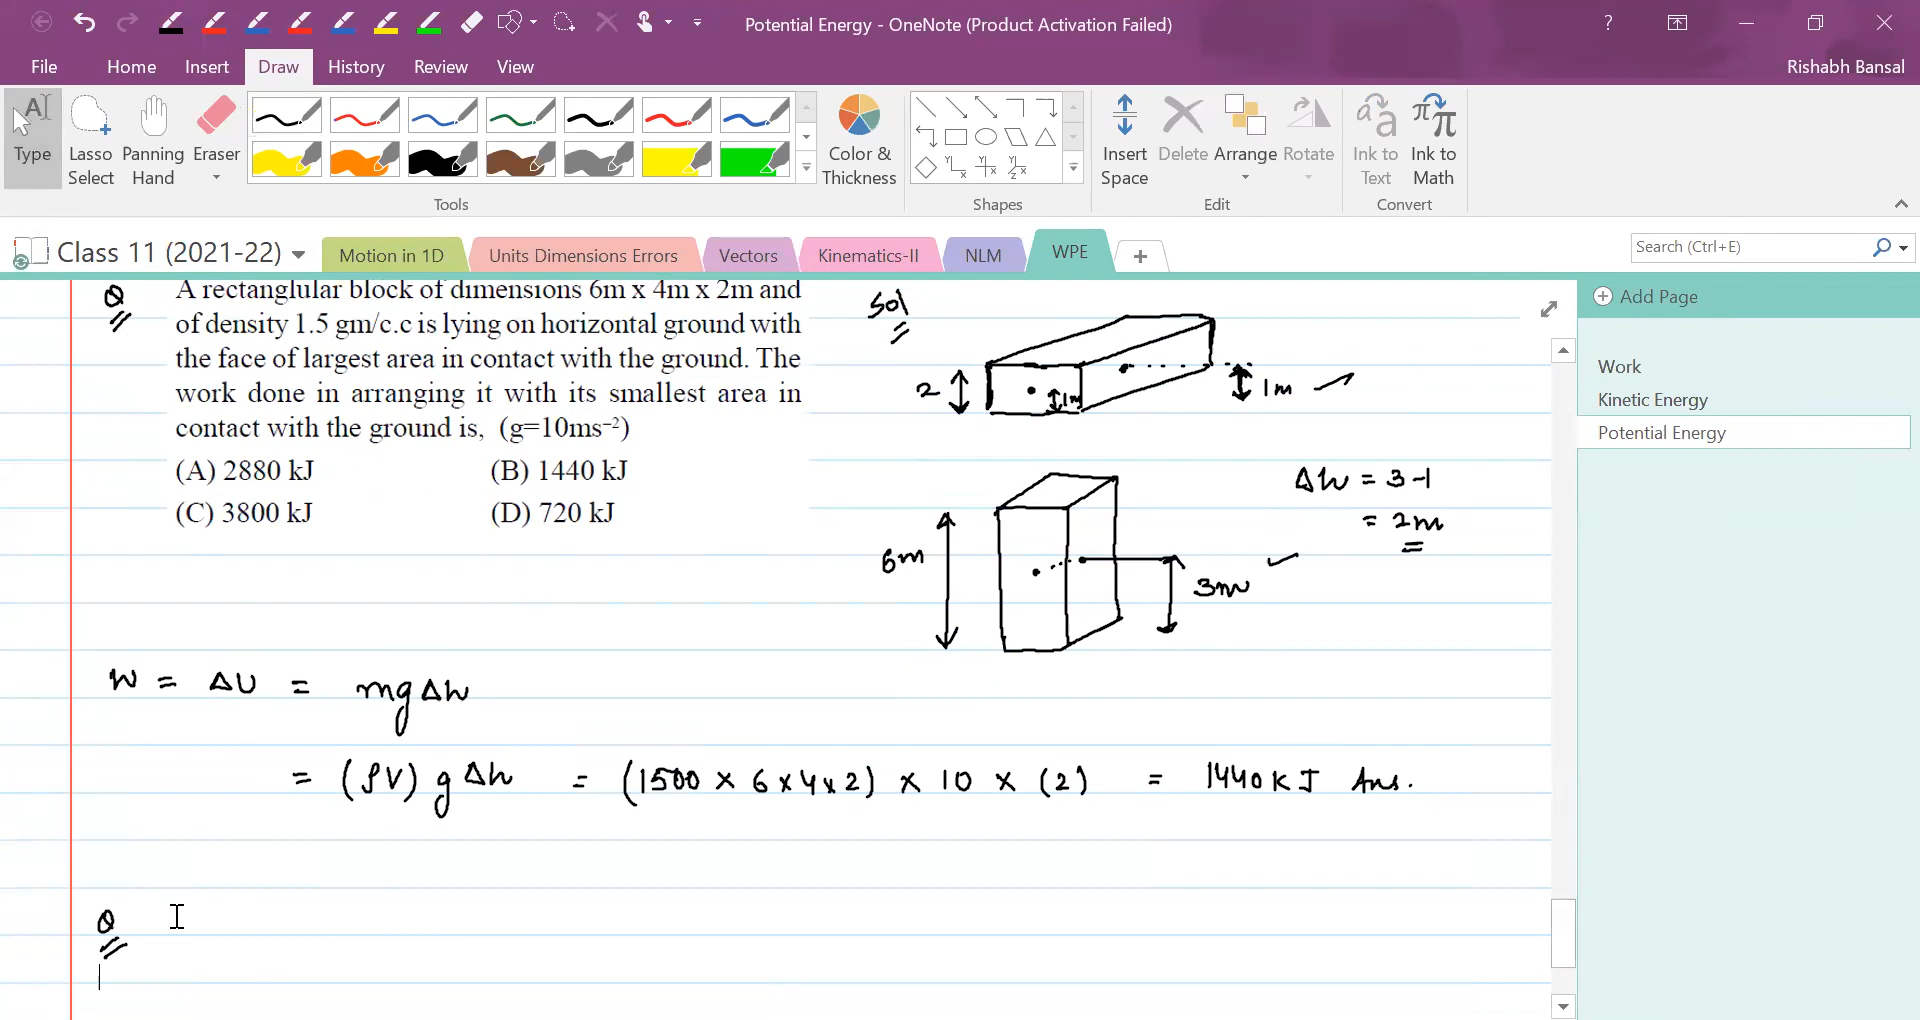 Potential Energy - OneNote (Product Activation Failed)
?
File Home Insert Draw History Review View
Rishabh Bansal
Type
Lasso Select
Panning Hand
Eraser
Color & Thickness
Insert Space
Delete
Arrange
Rotate
Ink to Text
Ink to Math
Tools
Shapes
Edit
Convert
Class 11 (2021-22)
Motion in 1D
Units Dimensions Errors
Vectors
Kinematics-II
NLM
WPE
Search (Ctrl+E)
Add Page
Work
Kinetic Energy
Potential Energy
Q
A rectanglular block of dimensions 6m x 4m x 2m and
of density 1.5 gm/c.c is lying on horizontal ground with
the face of largest area in contact with the ground. The
work done in arranging it with its smallest area in
contact with the ground is, (g=10ms⁻²)
(A) 2880 kJ (B) 1440 kJ
(C) 3800 kJ (D) 720 kJ
Sol
2
1m
1m
6m
3m
Δh = 3-1
= 2m
W = ΔU = mgΔh
= (ρV) g Δh = (1500 × 6×4×2) × 10 × (2) = 1440 KJ Ans.
Q